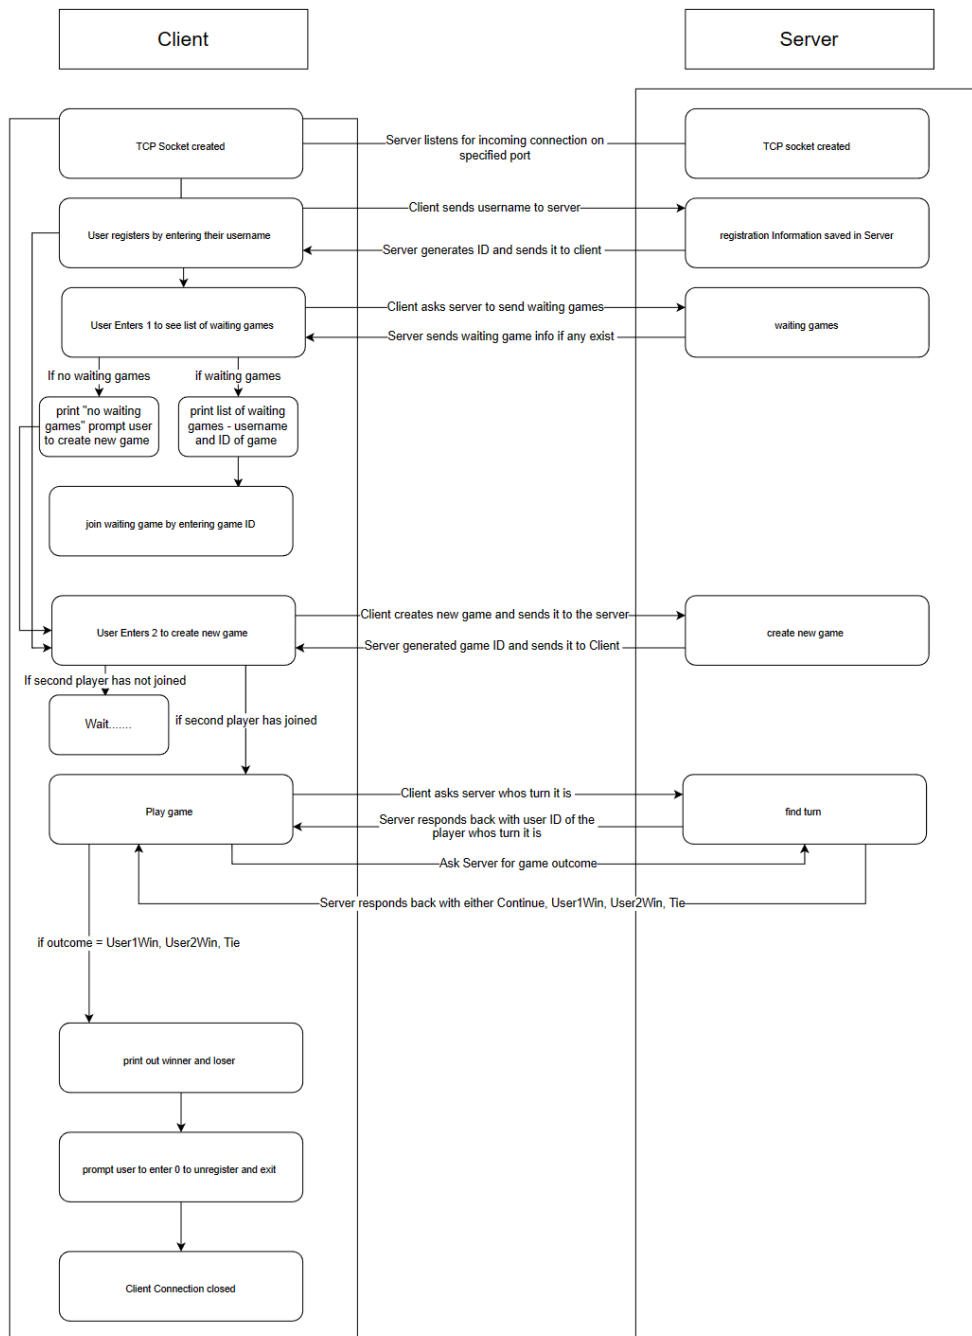 Client
Server
TCP Socket created
Server listens for incoming connection on
specified port
TCP socket created
Client sends username to server
User registers by entering their username
registration Information saved in Server
Server generates ID and sends it to client
Client asks server to send waiting games
User Enters 1 to see list of waiting games
waiting games
Server sends waiting game info if any exist
If no waiting games
if waiting games
print "no waiting
games" prompt user
to create new game
print list of waiting
games - username
and ID of game
join waiting game by entering game ID
Client creates new game and sends it to the server
User Enters 2 to create new game
create new game
Server generated game ID and sends it to Client
If second player has not joined
Wait.......
if second player has joined
Client asks server whos turn it is
Play game
find turn
Server responds back with user ID of the
player whos turn it is
Ask Server for game outcome
Server responds back with either Continue, User1Win, User2Win, Tie
if outcome = User1Win, User2Win, Tie
print out winner and loser
prompt user to enter 0 to unregister and exit
Client Connection closed